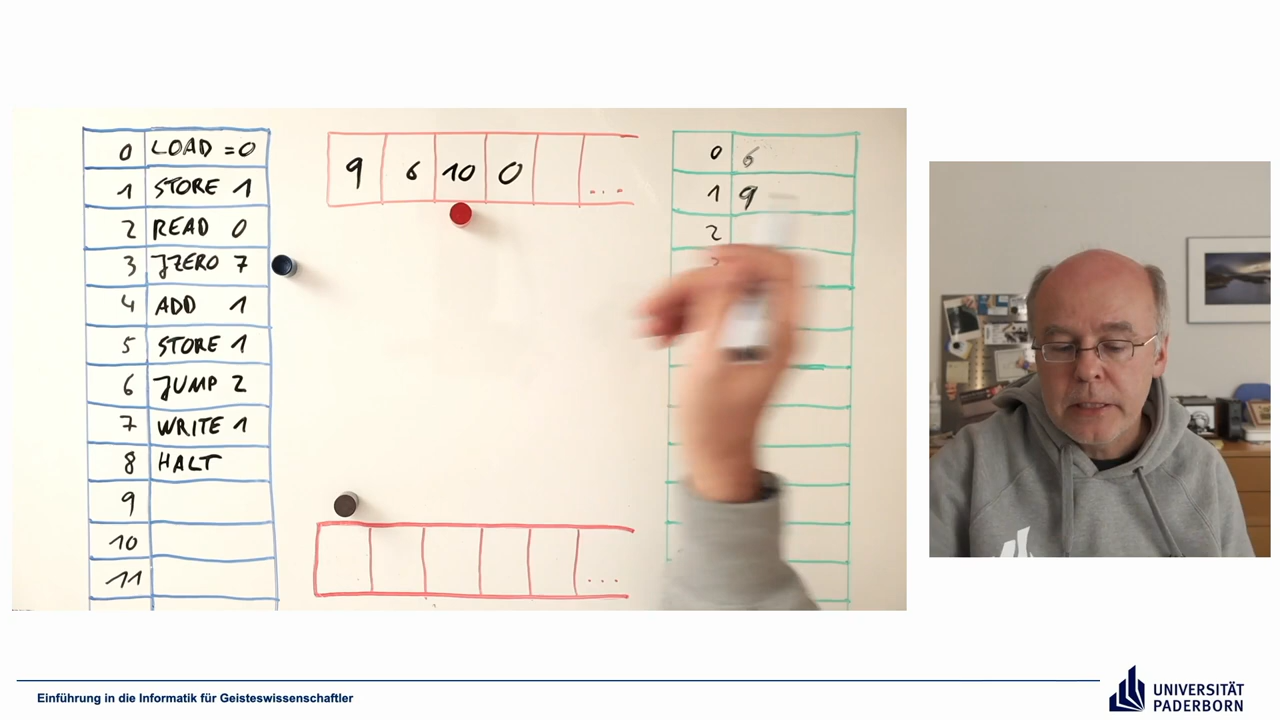 0 LOAD =0
1 STORE 1
2 READ 0
3 JZERO 7
4 ADD 1
5 STORE 1
6 JUMP 2
7 WRITE 1
8 HALT
9
10
11
9 6 10 0 ...
...
0 6
1 9
2
Einführung in die Informatik für Geisteswissenschaftler
UNIVERSITÄT
PADERBORN